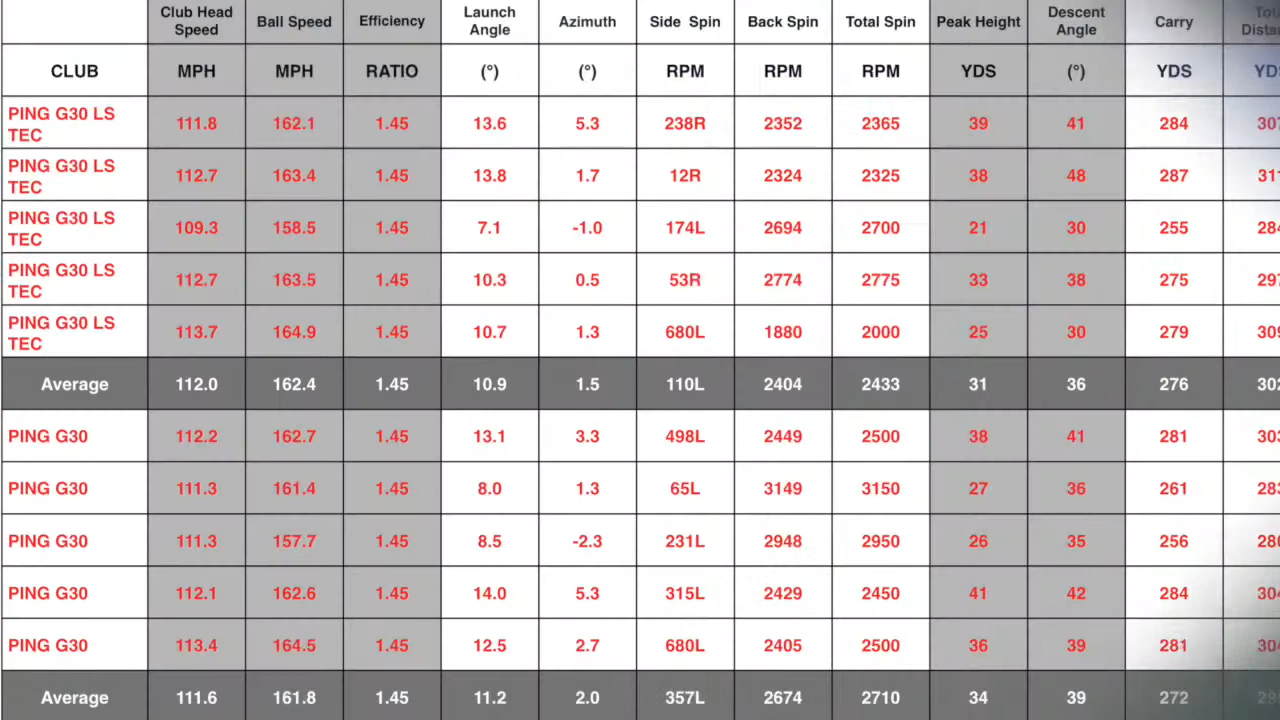 Club Head Speed Ball Speed Efficiency Launch Angle Azimuth Side Spin Back Spin Total Spin Peak Height Descent Angle Carry
CLUB MPH MPH RATIO (°) (°) RPM RPM RPM YDS (°) YDS
PING G30 LS TEC 111.8 162.1 1.45 13.6 5.3 238R 2352 2365 39 41 284 307
PING G30 LS TEC 112.7 163.4 1.45 13.8 1.7 12R 2324 2325 38 48 287 311
PING G30 LS TEC 109.3 158.5 1.45 7.1 -1.0 174L 2694 2700 21 30 255 284
PING G30 LS TEC 112.7 163.5 1.45 10.3 0.5 53R 2774 2775 33 38 275 297
PING G30 LS TEC 113.7 164.9 1.45 10.7 1.3 680L 1880 2000 25 30 279
Average 112.0 162.4 1.45 10.9 1.5 110L 2404 2433 31 36 276 302
PING G30 112.2 162.7 1.45 13.1 3.3 498L 2449 2500 38 41 281 303
PING G30 111.3 161.4 1.45 8.0 1.3 65L 3149 3150 27 36 261 283
PING G30 111.3 157.7 1.45 8.5 -2.3 231L 2948 2950 26 35 256 280
PING G30 112.1 162.6 1.45 14.0 5.3 315L 2429 2450 41 42 284 304
PING G30 113.4 164.5 1.45 12.5 2.7 680L 2405 2500 36 39 281 304
Average 111.6 161.8 1.45 11.2 2.0 357L 2674 2710 34 39 272